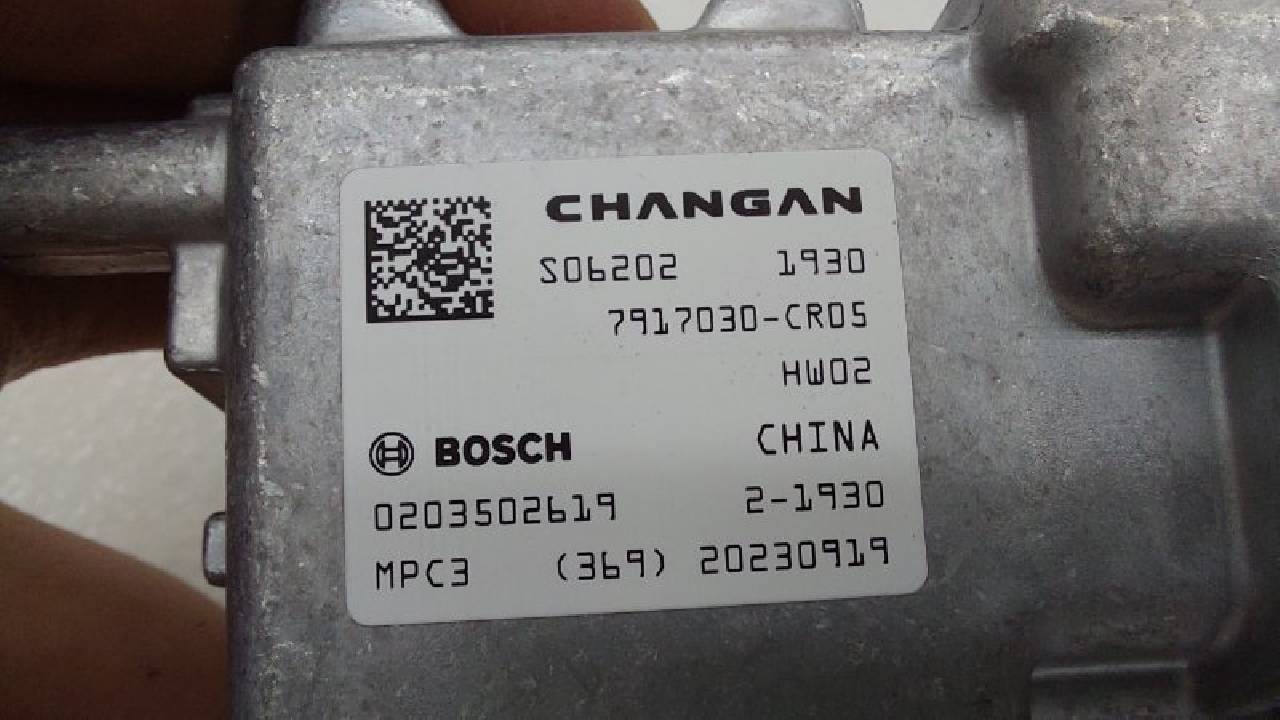 CHANGAN
S06202 1930
7917030-CR05
HW02
BOSCH CHINA
0203502619 2-1930
MPC3 (369) 20230919